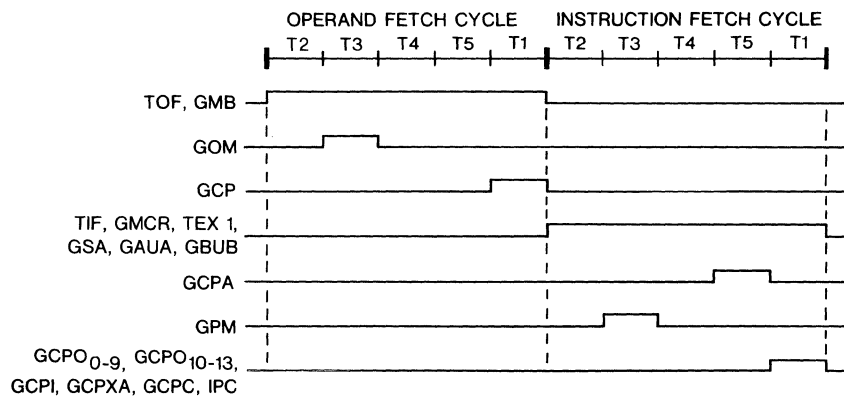 OPERAND FETCH CYCLE INSTRUCTION FETCH CYCLE
T2 T3 T4 T5 T1 T2 T3 T4 T5 T1
TOF, GMB
GOM
GCP
TIF, GMCR, TEX 1,
GSA, GAUA, GBUB
GCPA
GPM
GCPO0-9, GCPO10-13,
GCPI, GCPXA, GCPC, IPC